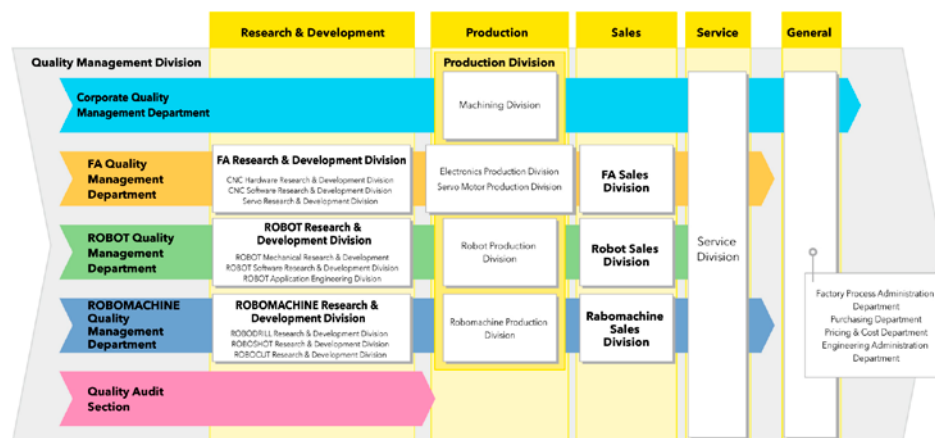 Research & Development
Production
Sales
Service
General
Quality Management Division
Production Division
Corporate Quality
Management Department
Machining Division
FA Quality
Management
Department
FA Research & Development Division
CNC Hardware Research & Development Division
CNC Software Research & Development Division
Servo Research & Development Division
Electronics Production Division
Servo Motor Production Division
FA Sales
Division
ROBOT Quality
Management
Department
ROBOT Research &
Development Division
ROBOT Mechanical Research & Development
ROBOT Software Research & Development Division
ROBOT Application Engineering Division
Robot Production
Division
Robot Sales
Division
Service
Division
ROBOMACHINE
Quality
Management
Department
ROBOMACHINE Research &
Development Division
ROBODRILL Research & Development Division
ROBOSHOT Research & Development Division
ROBOCUT Research & Development Division
Robomachine Production
Division
Rabomachine
Sales
Division
Factory Process Administration
Department
Purchasing Department
Pricing & Cost Department
Engineering Administration
Department
Quality Audit
Section